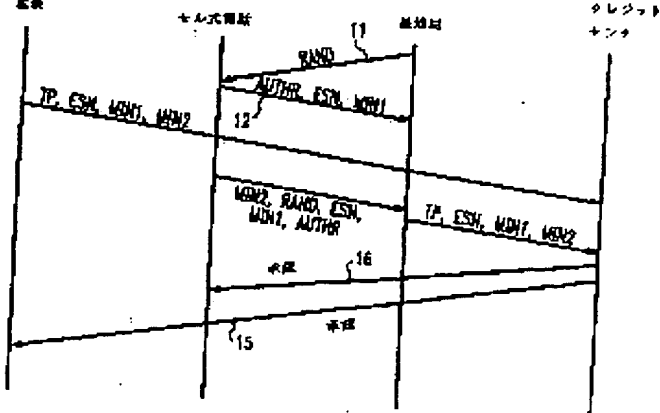 セル式電話
基地局
クレジット
センタ
11
RAND
AUTHR, ESN, MIN1
12
TP, ESN, MIN1, MIN2
MIN2, RAND, ESN,
MIN1, AUTHR
TP, ESN, MIN1, MIN2
承認
16
承認
15